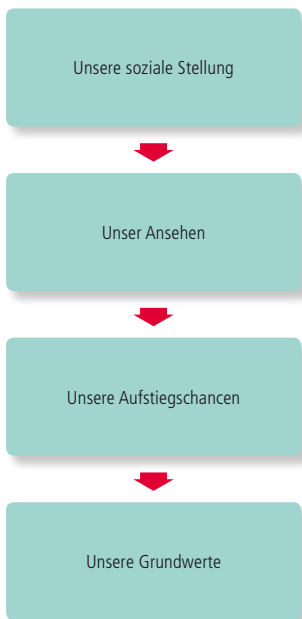 Unsere soziale Stellung
Unser Ansehen
Unsere Aufstiegschancen
Unsere Grundwerte